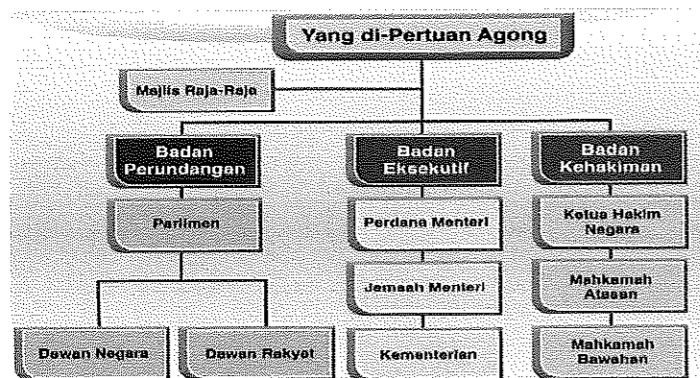 Yang di-Pertuan Agong
Majlis Raja-Raja
Badan
Perundangan
Badan
Eksekutif
Badan
Kehakiman
Parlimen
Perdana Menteri
Ketua Hakim
Negara
Jemaah Menteri
Mahkamah
Atasan
Dewan Negara
Dewan Rakyat
Kementerian
Mahkamah
Bawahan